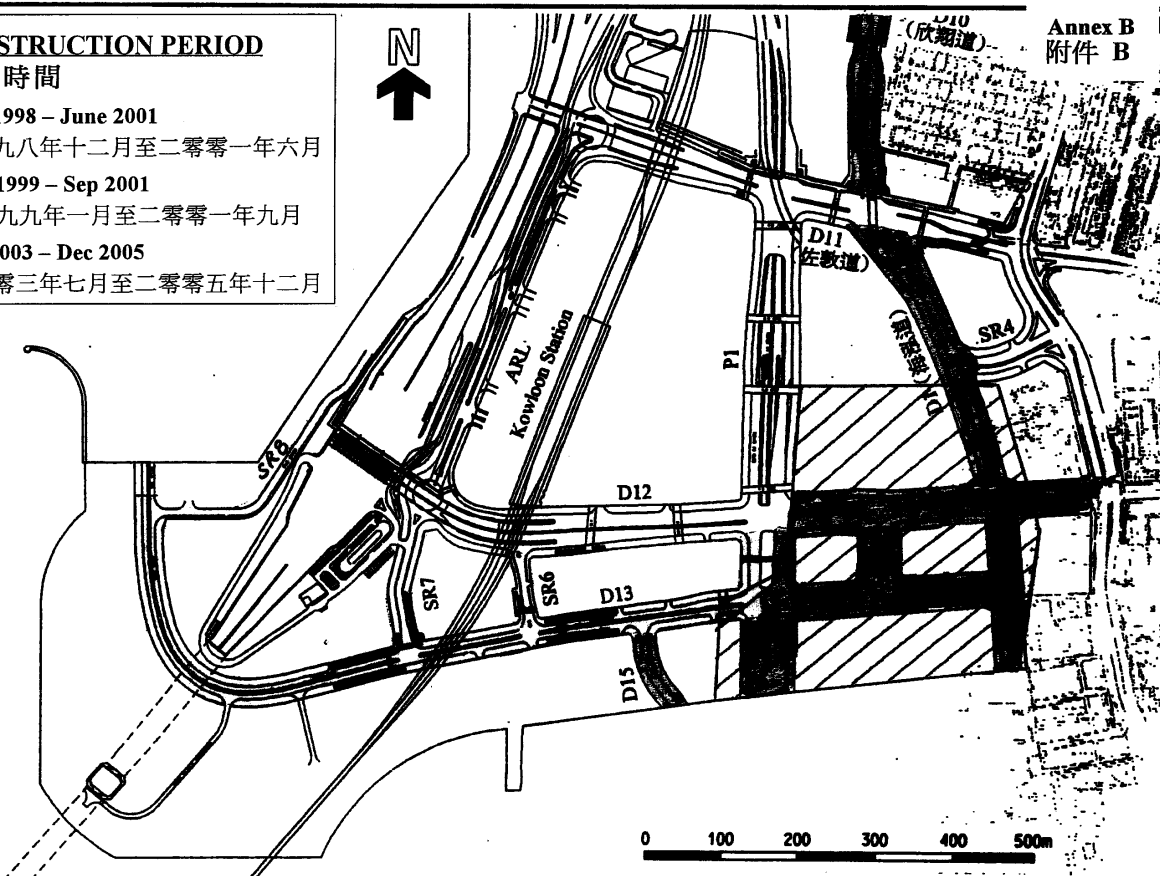 STRUCTION PERIOD
時間
1998 – June 2001
九八年十二月至二零零一年六月
1999 – Sep 2001
九九年一月至二零零一年九月
003 – Dec 2005
零三年七月至二零零五年十二月
N
D10
(欣翔道)
Annex B
附件 B
D11
(佐敦道)
SR4
P1
ARL
Kowloon Station
SR8
D12
SR7
SR6
D13
D15
0 100 200 300 400 500m